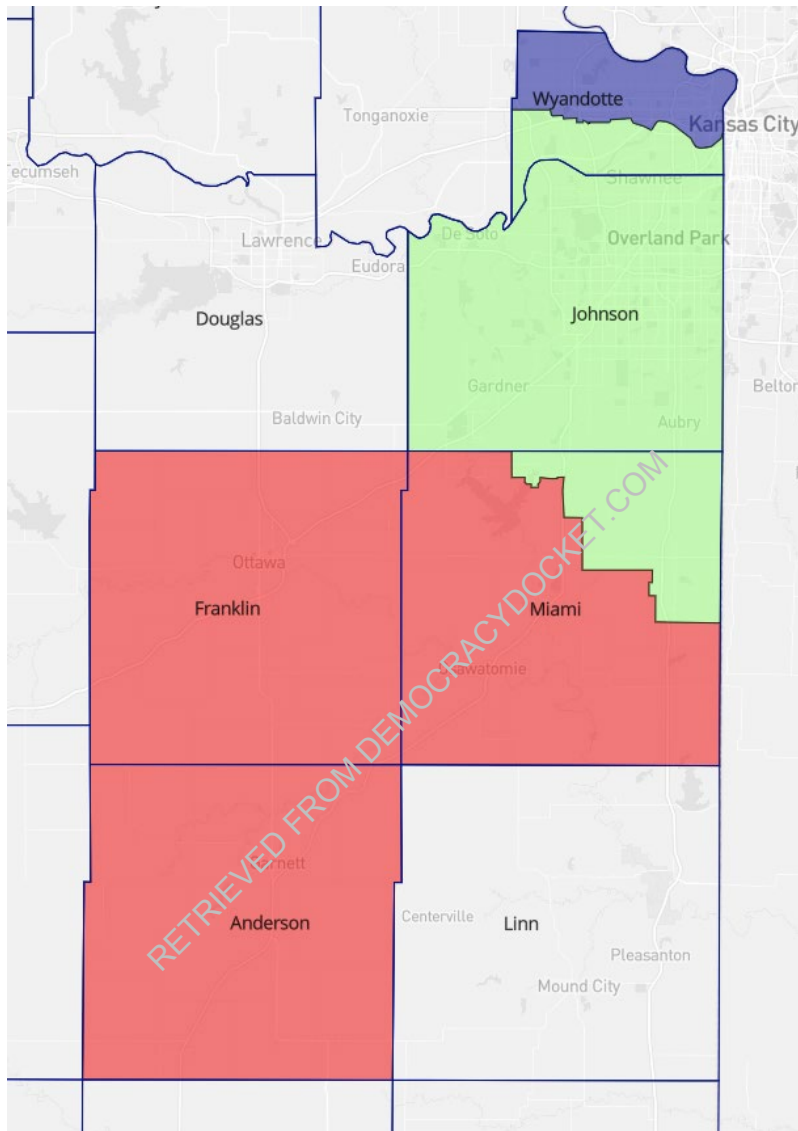 Wyandotte
Tonganoxie
Kansas City
ecumseh
Shawnee
Lawrence
De Soto
Overland Park
Eudora
Douglas
Johnson
Gardner
Belton
Baldwin City
Aubry
Ottawa
Franklin
Miami
Osawatomie
Garnett
Anderson
Centerville
Linn
Pleasanton
Mound City
RETRIEVED FROM DEMOCRACYDOCKET.COM